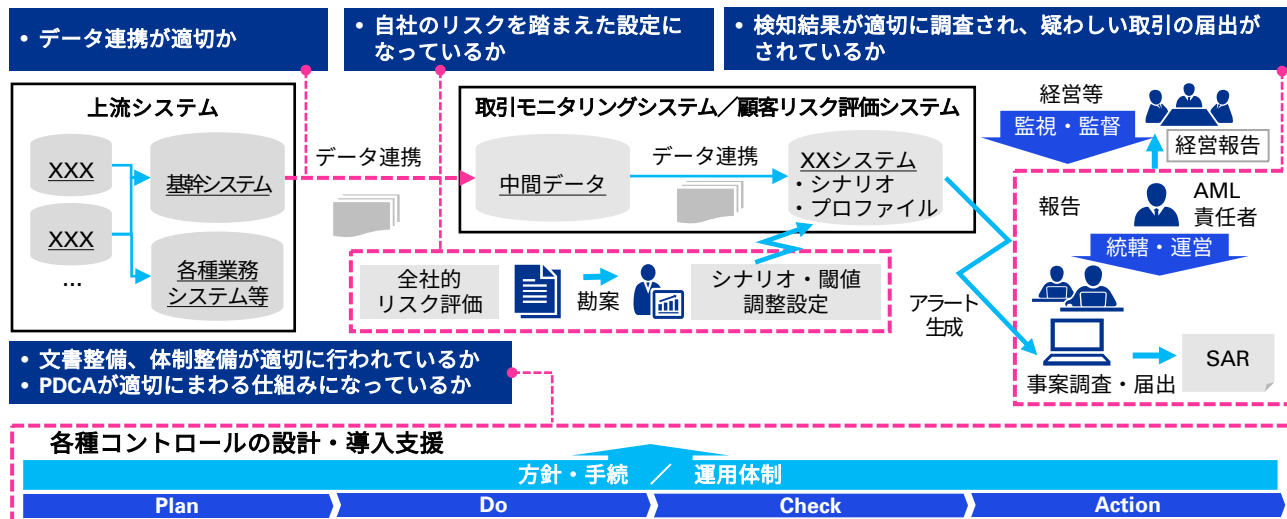 • データ連携が適切か
• 自社のリスクを踏まえた設定に
なっているか
• 検知結果が適切に調査され、疑わしい取引の届出が
されているか
上流システム
XXX
XXX
…
基幹システム
各種業務
システム等
データ連携
取引モニタリングシステム／顧客リスク評価システム
中間データ
データ連携
XXシステム
・シナリオ
・プロファイル
全社的
リスク評価
勘案
シナリオ・閾値
調整設定
アラート
生成
経営等
監視・監督
経営報告
報告
AML
責任者
統轄・運営
事案調査・届出
SAR
• 文書整備、体制整備が適切に行われているか
• PDCAが適切にまわる仕組みになっているか
各種コントロールの設計・導入支援
方針・手続　／　運用体制
Plan
Do
Check
Action